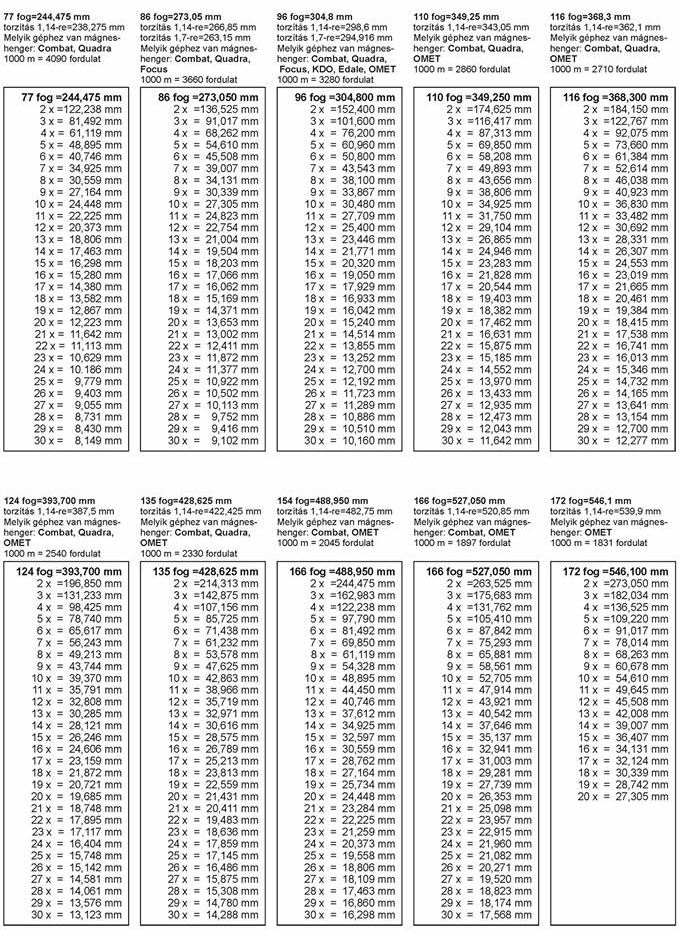 77 fog=244,475 mm
torzítás 1,14-re=238,275mm
Melyik géphez van mágnes-
henger: Combat, Quadra
1000 m = 4090 fordulat
77 fog =244,475 mm
2 x =122,238 mm
3 x = 81,492 mm
4 x = 61,119 mm
5 x = 48,895 mm
6 x = 40,746 mm
7 x = 34,925 mm
8 x = 30,559 mm
9 x = 27,164 mm
10 x = 24,448 mm
11 x = 22,225 mm
12 x = 20,373 mm
13 x = 18,806 mm
14 x = 17,463 mm
15 x = 16,298 mm
16 x = 15,280 mm
17 x = 14,380 mm
18 x = 13,582 mm
19 x = 12,867 mm
20 x = 12,223 mm
21 x = 11,642 mm
22 x = 11,113 mm
23 x = 10,629 mm
24 x = 10.186 mm
25 x = 9,779 mm
26 x = 9,403 mm
27 x = 9,055 mm
28 x = 8,731 mm
29 x = 8,430 mm
30 x = 8,149 mm
86 fog=273,05 mm
torzítás 1,14-re=266,85 mm
torzítás 1,7-re=263,15 mm
Melyik géphez van mágnes-
henger: Combat, Quadra,
Focus
1000 m = 3660 fordulat
86 fog =273,050 mm
2 x =136,525 mm
3 x = 91,017 mm
4 x = 68,262 mm
5 x = 54,610 mm
6 x = 45,508 mm
7 x = 39,007 mm
8 x = 34,131 mm
9 x = 30,339 mm
10 x = 27,305 mm
11 x = 24,823 mm
12 x = 22,754 mm
13 x = 21,004 mm
14 x = 19,504 mm
15 x = 18,203 mm
16 x = 17,066 mm
17 x = 16,062 mm
18 x = 15,169 mm
19 x = 14,371 mm
20 x = 13,653 mm
21 x = 13,002 mm
22 x = 12,411 mm
23 x = 11,872 mm
24 x = 11,377 mm
25 x = 10,922 mm
26 x = 10,502 mm
27 x = 10,113 mm
28 x = 9,752 mm
29 x = 9,416 mm
30 x = 9,102 mm
96 fog=304,8 mm
torzítás 1,14-re=298,6 mm
torzítás 1,7-re=294,916 mm
Melyik géphez van mágnes-
henger: Combat, Quadra,
Focus, KDO, Edale, OMET
1000 m = 3280 fordulat
96 fog =304,800 mm
2 x =152,400 mm
3 x =101,600 mm
4 x = 76,200 mm
5 x = 60,960 mm
6 x = 50,800 mm
7 x = 43,543 mm
8 x = 38,100 mm
9 x = 33,867 mm
10 x = 30,480 mm
11 x = 27,709 mm
12 x = 25,400 mm
13 x = 23,446 mm
14 x = 21,771 mm
15 x = 20,320 mm
16 x = 19,050 mm
17 x = 17,929 mm
18 x = 16,933 mm
19 x = 16,042 mm
20 x = 15,240 mm
21 x = 14,514 mm
22 x = 13,855 mm
23 x = 13,252 mm
24 x = 12,700 mm
25 x = 12,192 mm
26 x = 11,723 mm
27 x = 11,289 mm
28 x = 10,886 mm
29 x = 10,510 mm
30 x = 10,160 mm
110 fog=349,25 mm
torzítás 1,14-re=343,05mm
Melyik géphez van mágnes-
henger: Combat, Quadra,
OMET
1000 m = 2860 fordulat
110 fog =349,250 mm
2 x =174,625 mm
3 x =116,417 mm
4 x = 87,313 mm
5 x = 69,850 mm
6 x = 58,208 mm
7 x = 49,893 mm
8 x = 43,656 mm
9 x = 38,806 mm
10 x = 34,925 mm
11 x = 31,750 mm
12 x = 29,104 mm
13 x = 26,865 mm
14 x = 24,946 mm
15 x = 23,283 mm
16 x = 21,828 mm
17 x = 20,544 mm
18 x = 19,403 mm
19 x = 18,382 mm
20 x = 17,462 mm
21 x = 16,631 mm
22 x = 15,875 mm
23 x = 15,185 mm
24 x = 14,552 mm
25 x = 13,970 mm
26 x = 13,433 mm
27 x = 12,935 mm
28 x = 12,473 mm
29 x = 12,043 mm
30 x = 11,642 mm
116 fog=368,3 mm
torzítás 1,14-re=362,1 mm
Melyik géphez van mágnes-
henger: Combat, Quadra,
OMET
1000 m = 2710 fordulat
116 fog =368,300 mm
2 x =184,150 mm
3 x =122,767 mm
4 x = 92,075 mm
5 x = 73,660 mm
6 x = 61,384 mm
7 x = 52,614 mm
8 x = 46,038 mm
9 x = 40,923 mm
10 x = 36,830 mm
11 x = 33,482 mm
12 x = 30,692 mm
13 x = 28,331 mm
14 x = 26,307 mm
15 x = 24,553 mm
16 x = 23,019 mm
17 x = 21,665 mm
18 x = 20,461 mm
19 x = 19,384 mm
20 x = 18,415 mm
21 x = 17,538 mm
22 x = 16,741 mm
23 x = 16,013 mm
24 x = 15,346 mm
25 x = 14,732 mm
26 x = 14,165 mm
27 x = 13,641 mm
28 x = 13,154 mm
29 x = 12,700 mm
30 x = 12,277 mm
124 fog=393,700 mm
torzítás 1,14-re=387,5 mm
Melyik géphez van mágnes-
henger: Combat, Quadra,
OMET
1000 m = 2540 fordulat
124 fog =393,700 mm
2 x =196,850 mm
3 x =131,233 mm
4 x = 98,425 mm
5 x = 78,740 mm
6 x = 65,617 mm
7 x = 56,243 mm
8 x = 49,213 mm
9 x = 43,744 mm
10 x = 39,370 mm
11 x = 35,791 mm
12 x = 32,808 mm
13 x = 30,285 mm
14 x = 28,121 mm
15 x = 26,246 mm
16 x = 24,606 mm
17 x = 23,159 mm
18 x = 21,872 mm
19 x = 20,721 mm
20 x = 19,685 mm
21 x = 18,748 mm
22 x = 17,895 mm
23 x = 17,117 mm
24 x = 16,404 mm
25 x = 15,748 mm
26 x = 15,142 mm
27 x = 14,581 mm
28 x = 14,061 mm
29 x = 13,576 mm
30 x = 13,123 mm
135 fog=428,625 mm
torzítás 1,14-re=422,425 mm
Melyik géphez van mágnes-
henger: Combat, Quadra,
OMET
1000 m = 2330 fordulat
135 fog =428,625 mm
2 x =214,313 mm
3 x =142,875 mm
4 x =107,156 mm
5 x = 85,725 mm
6 x = 71,438 mm
7 x = 61,232 mm
8 x = 53,578 mm
9 x = 47,625 mm
10 x = 42,863 mm
11 x = 38,966 mm
12 x = 35,719 mm
13 x = 32,971 mm
14 x = 30,616 mm
15 x = 28,575 mm
16 x = 26,789 mm
17 x = 25,213 mm
18 x = 23,813 mm
19 x = 22,559 mm
20 x = 21,431 mm
21 x = 20,411 mm
22 x = 19,483 mm
23 x = 18,636 mm
24 x = 17,859 mm
25 x = 17,145 mm
26 x = 16,486 mm
27 x = 15,875 mm
28 x = 15,308 mm
29 x = 14,780 mm
30 x = 14,288 mm
154 fog=488,950 mm
torzítás 1,14-re=482,75 mm
Melyik géphez van mágnes-
henger: Combat, OMET
1000 m = 2045 fordulat
166 fog =488,950 mm
2 x =244,475 mm
3 x =162,983 mm
4 x =122,238 mm
5 x = 97,790 mm
6 x = 81,492 mm
7 x = 69,850 mm
8 x = 61,119 mm
9 x = 54,328 mm
10 x = 48,895 mm
11 x = 44,450 mm
12 x = 40,746 mm
13 x = 37,612 mm
14 x = 34,925 mm
15 x = 32,597 mm
16 x = 30,559 mm
17 x = 28,762 mm
18 x = 27,164 mm
19 x = 25,734 mm
20 x = 24,448 mm
21 x = 23,284 mm
22 x = 22,225 mm
23 x = 21,259 mm
24 x = 20,373 mm
25 x = 19,558 mm
26 x = 18,806 mm
27 x = 18,109 mm
28 x = 17,463 mm
29 x = 16,860 mm
30 x = 16,298 mm
166 fog=527,050 mm
torzítás 1,14-re=520,85 mm
Melyik géphez van mágnes-
henger: Combat, OMET
1000 m = 1897 fordulat
166 fog =527,050 mm
2 x =263,525 mm
3 x =175,683 mm
4 x =131,762 mm
5 x =105,410 mm
6 x = 87,842 mm
7 x = 75,293 mm
8 x = 65,881 mm
9 x = 58,561 mm
10 x = 52,705 mm
11 x = 47,914 mm
12 x = 43,921 mm
13 x = 40,542 mm
14 x = 37,646 mm
15 x = 35,137 mm
16 x = 32,941 mm
17 x = 31,003 mm
18 x = 29,281 mm
19 x = 27,739 mm
20 x = 26,353 mm
21 x = 25,098 mm
22 x = 23,957 mm
23 x = 22,915 mm
24 x = 21,960 mm
25 x = 21,082 mm
26 x = 20,271 mm
27 x = 19,520 mm
28 x = 18,823 mm
29 x = 18,174 mm
30 x = 17,568 mm
172 fog=546,1 mm
torzítás 1,14-re=539,9 mm
Melyik géphez van mágnes-
henger: OMET
1000 m = 1831 fordulat
172 fog =546,100 mm
2 x =273,050 mm
3 x =182,034 mm
4 x =136,525 mm
5 x =109,220 mm
6 x = 91,017 mm
7 x = 78,014 mm
8 x = 68,263 mm
9 x = 60,678 mm
10 x = 54,610 mm
11 x = 49,645 mm
12 x = 45,508 mm
13 x = 42,008 mm
14 x = 39,007 mm
15 x = 36,407 mm
16 x = 34,131 mm
17 x = 32,124 mm
18 x = 30,339 mm
19 x = 28,742 mm
20 x = 27,305 mm